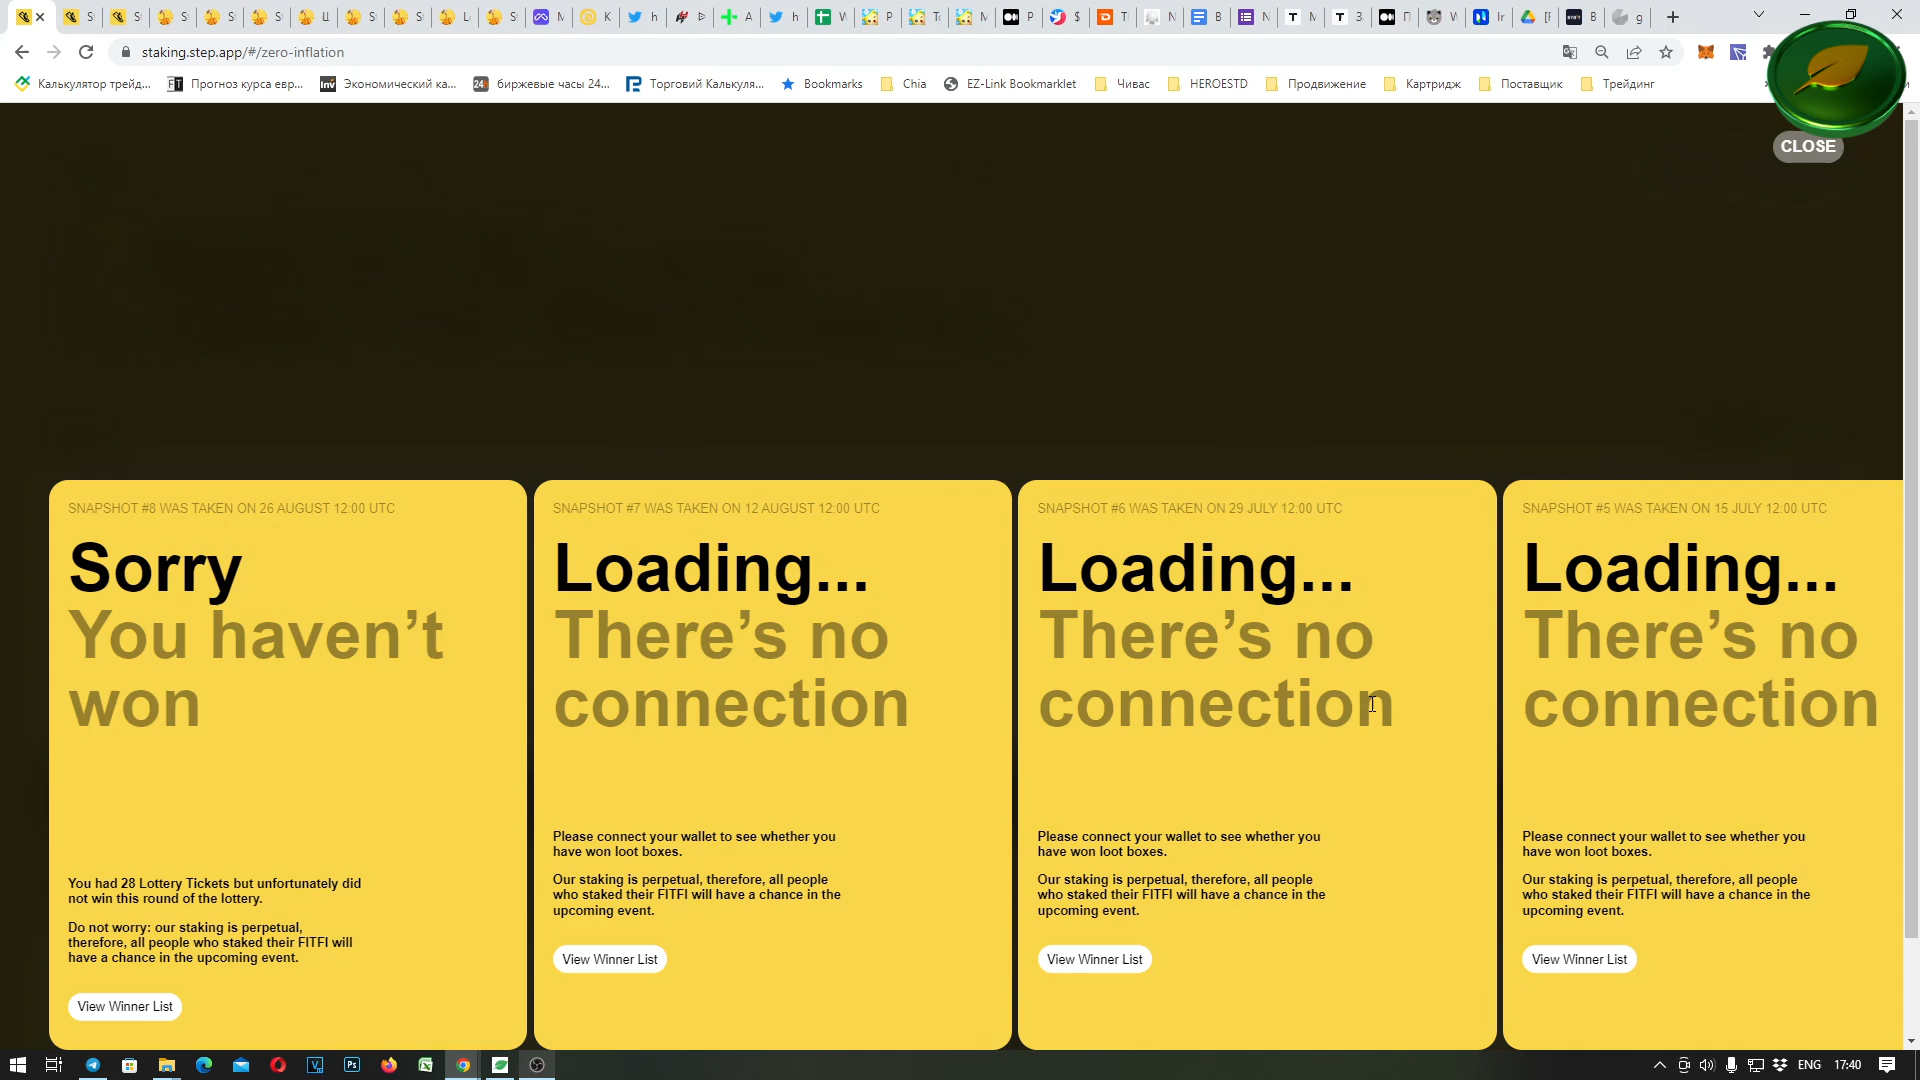 staking.step.app/#/zero-inflation
Калькулятор трейд...
Прогноз курса евр...
Экономический ка...
биржевые часы 24...
Торговий Калькуля...
Bookmarks
Chia
EZ-Link Bookmarklet
Чивас
HEROESTD
Продвижение
Картридж
Поставщик
Трейдинг
CLOSE
SNAPSHOT #8 WAS TAKEN ON 26 AUGUST 12:00 UTC
Sorry
You haven’t
won
You had 28 Lottery Tickets but unfortunately did
not win this round of the lottery.
Do not worry: our staking is perpetual,
therefore, all people who staked their FITFI will
have a chance in the upcoming event.
View Winner List
SNAPSHOT #7 WAS TAKEN ON 12 AUGUST 12:00 UTC
Loading...
There’s no
connection
Please connect your wallet to see whether you
have won loot boxes.
Our staking is perpetual, therefore, all people
who staked their FITFI will have a chance in the
upcoming event.
View Winner List
SNAPSHOT #6 WAS TAKEN ON 29 JULY 12:00 UTC
Loading...
There’s no
connection
Please connect your wallet to see whether you
have won loot boxes.
Our staking is perpetual, therefore, all people
who staked their FITFI will have a chance in the
upcoming event.
View Winner List
SNAPSHOT #5 WAS TAKEN ON 15 JULY 12:00 UTC
Loading...
There’s no
connection
Please connect your wallet to see whether you
have won loot boxes.
Our staking is perpetual, therefore, all people
who staked their FITFI will have a chance in the
upcoming event.
View Winner List
ENG
17:40